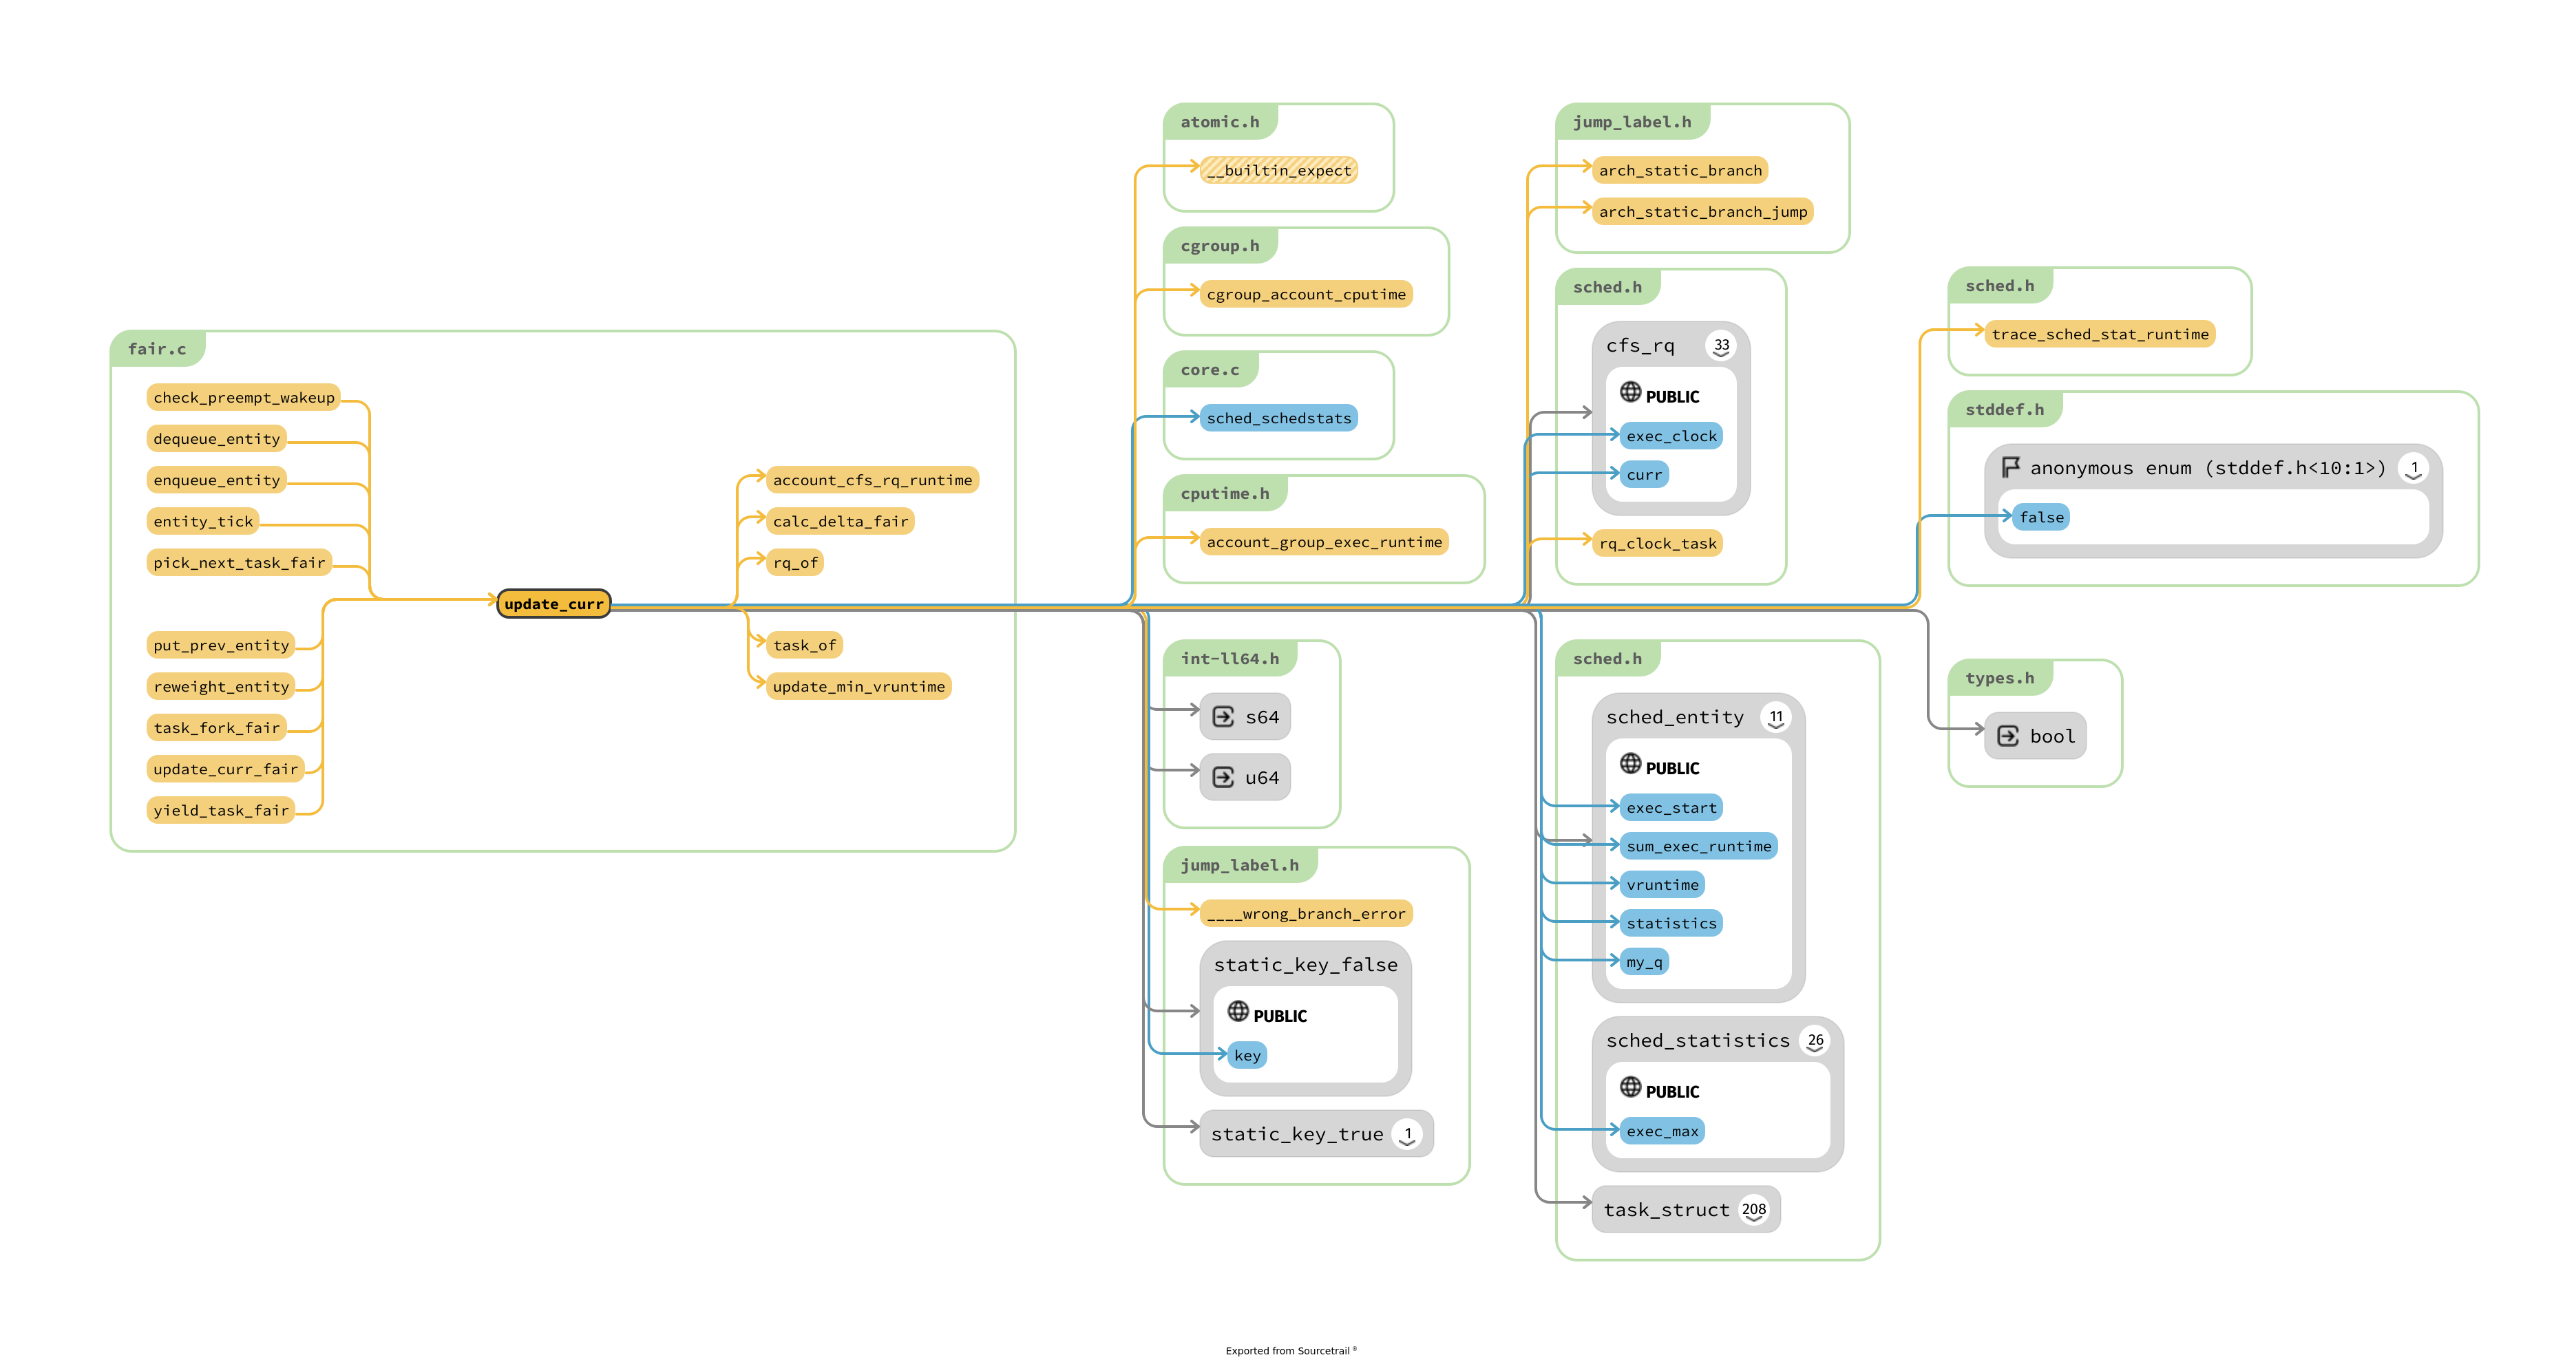 fair.c
check_preempt_wakeup
dequeue_entity
enqueue_entity
entity_tick
pick_next_task_fair
put_prev_entity
reweight_entity
task_fork_fair
update_curr_fair
yield_task_fair
update_curr
account_cfs_rq_runtime
calc_delta_fair
rq_of
task_of
update_min_vruntime
atomic.h
__builtin_expect
cgroup.h
cgroup_account_cputime
core.c
sched_schedstats
cputime.h
account_group_exec_runtime
int-ll64.h
s64
u64
jump_label.h
____wrong_branch_error
static_key_false
PUBLIC
key
static_key_true 1
jump_label.h
arch_static_branch
arch_static_branch_jump
sched.h
cfs_rq 33
PUBLIC
exec_clock
curr
rq_clock_task
sched.h
sched_entity 11
PUBLIC
exec_start
sum_exec_runtime
vruntime
statistics
my_q
sched_statistics 26
PUBLIC
exec_max
task_struct 208
sched.h
trace_sched_stat_runtime
stddef.h
anonymous enum (stddef.h<10:1>) 1
false
types.h
bool
Exported from Sourcetrail ®